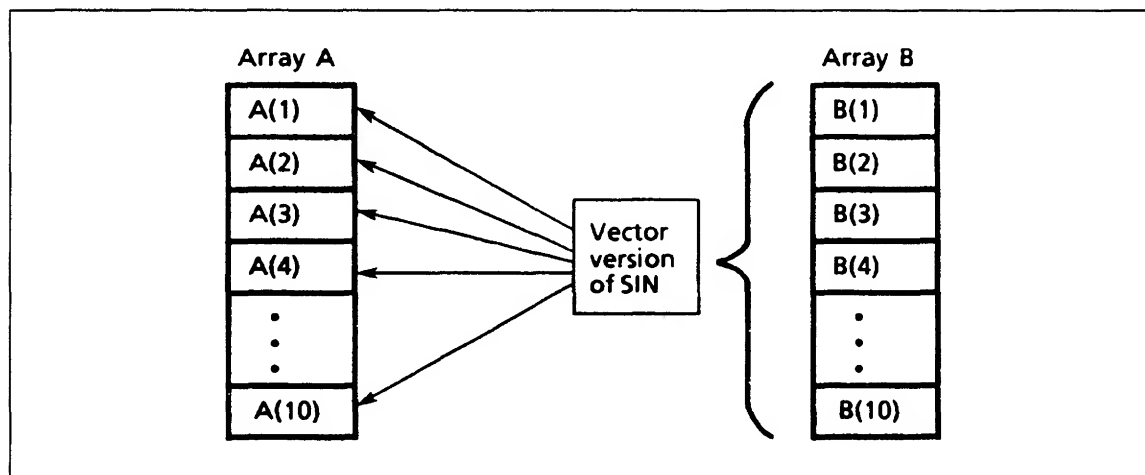 Array A
A(1)
A(2)
A(3)
A(4)
A(10)
Vector
version
of SIN
Array B
B(1)
B(2)
B(3)
B(4)
B(10)